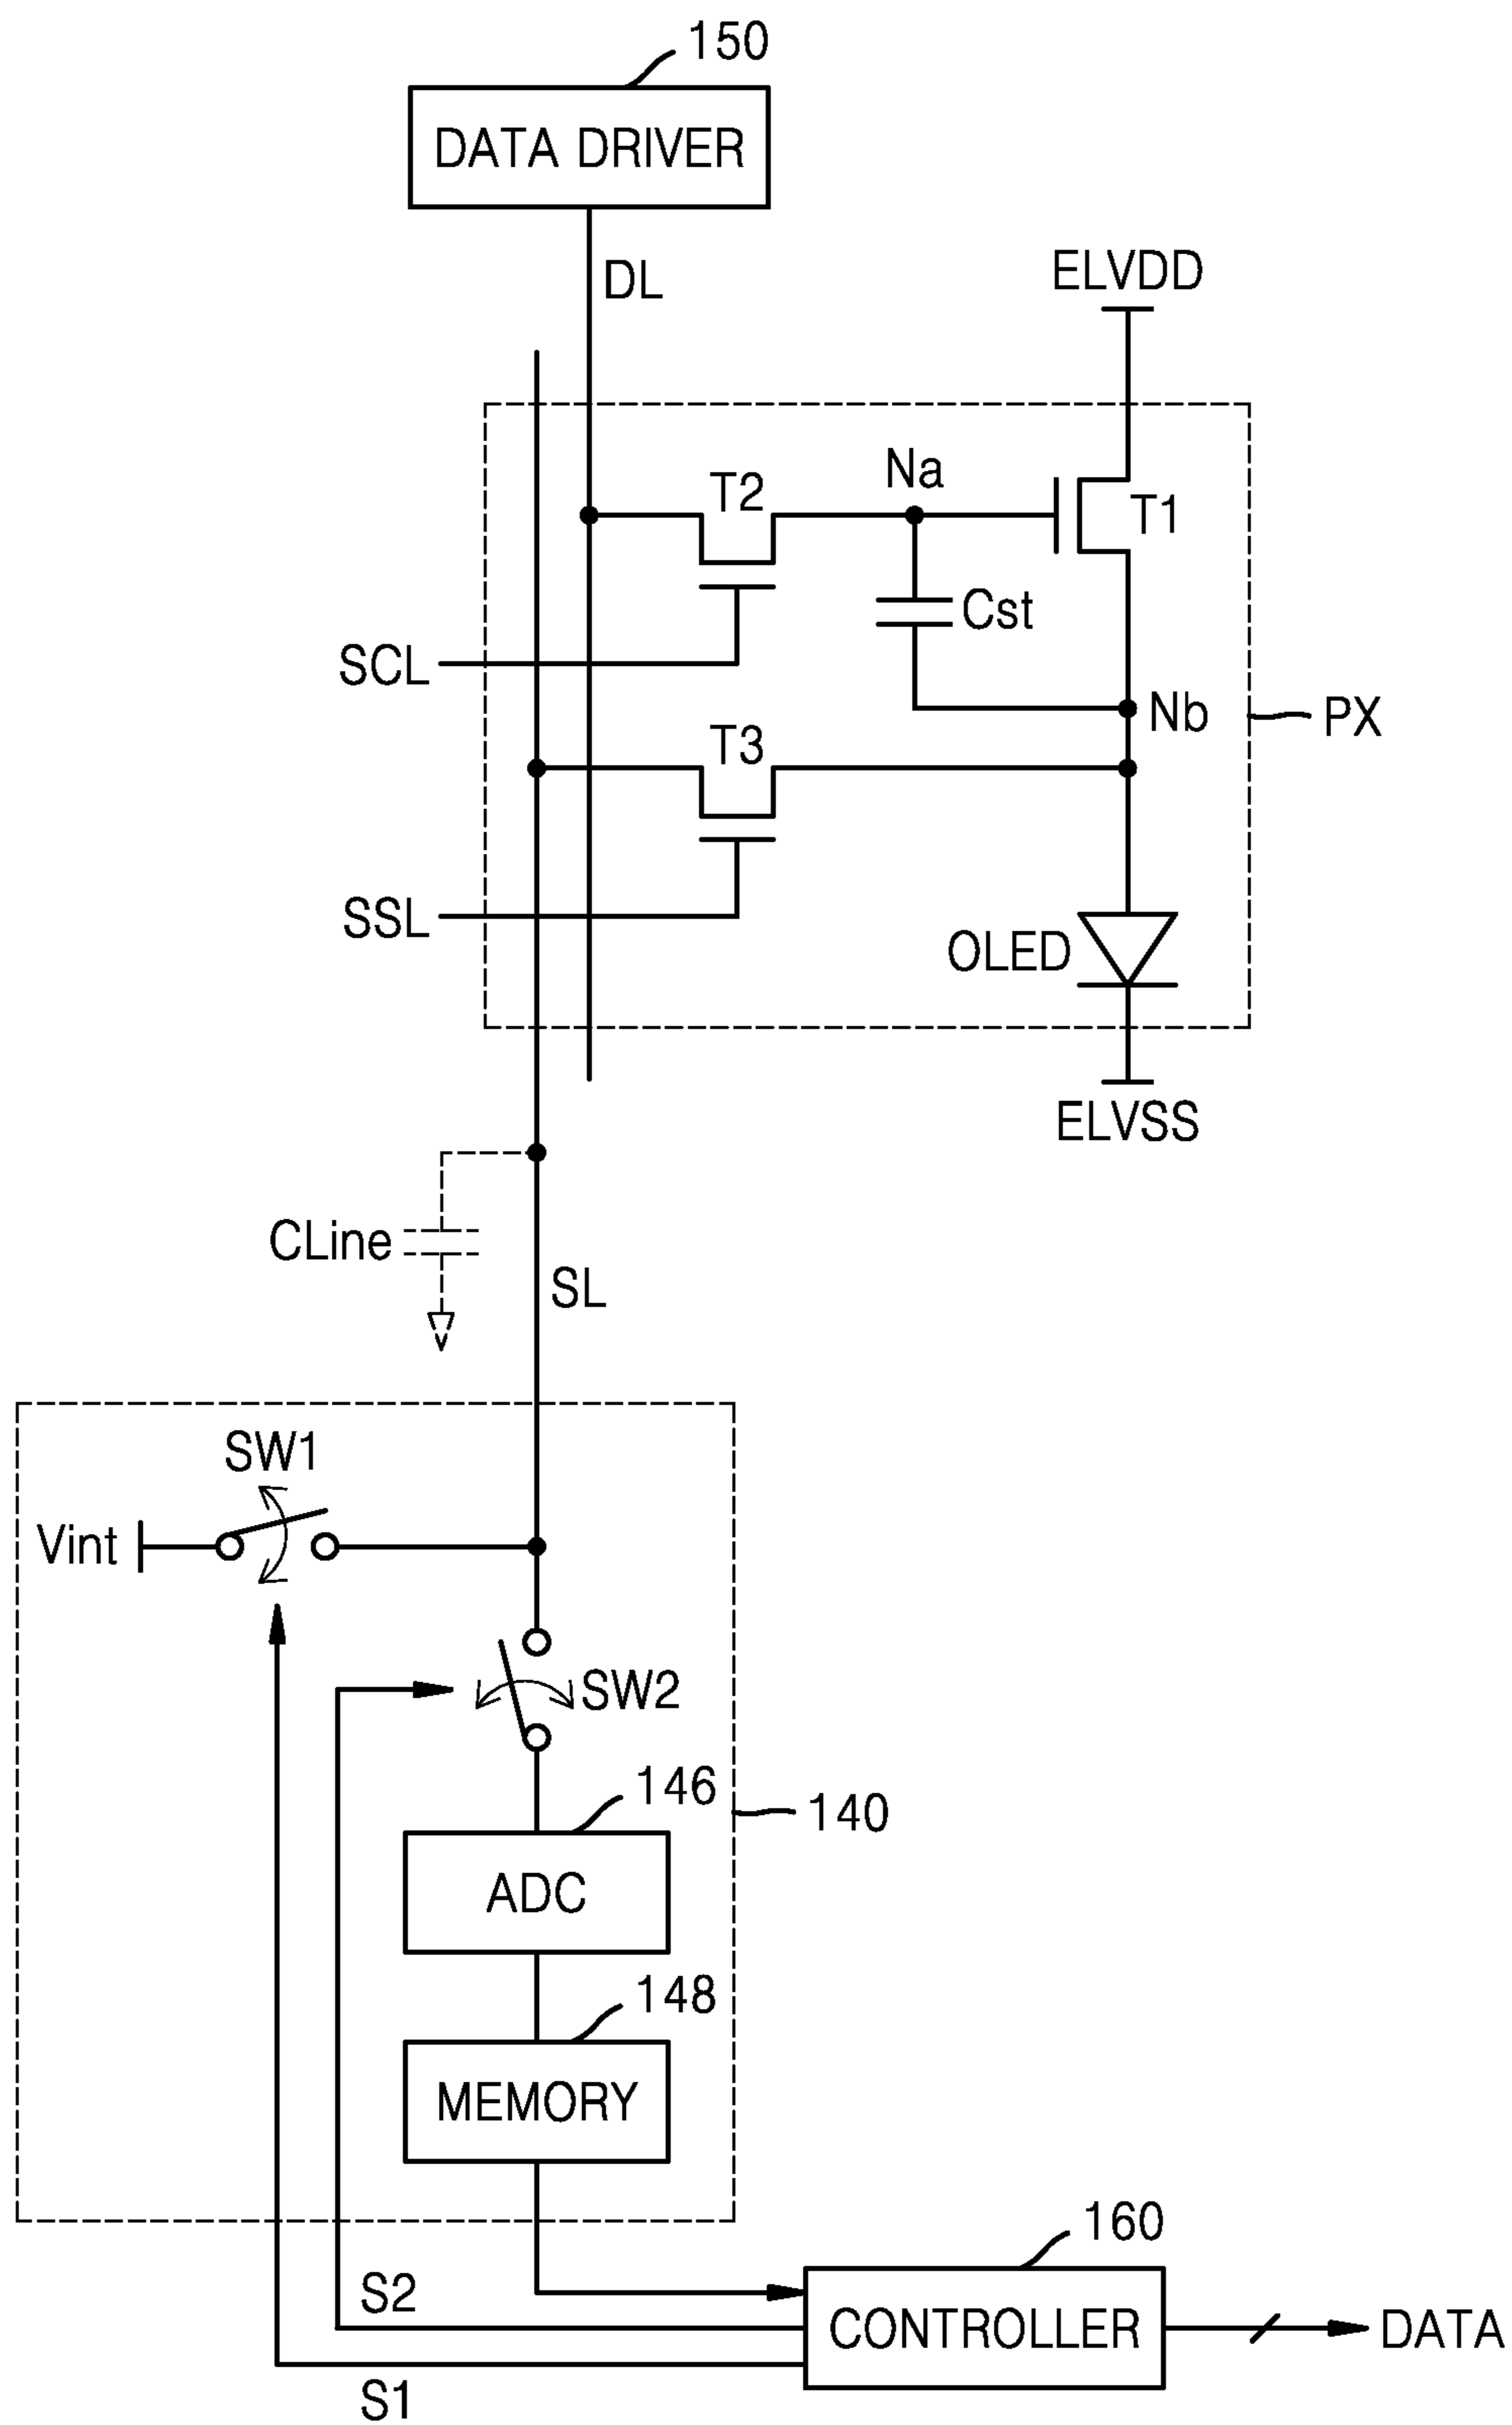 150
DATA DRIVER
DL
ELVDD
Na
T2
T1
Cst
SCL
Nb
PX
T3
SSL
OLED
ELVSS
CLine
SL
SW1
Vint
SW2
146
140
ADC
148
MEMORY
160
S2
CONTROLLER
DATA
S1